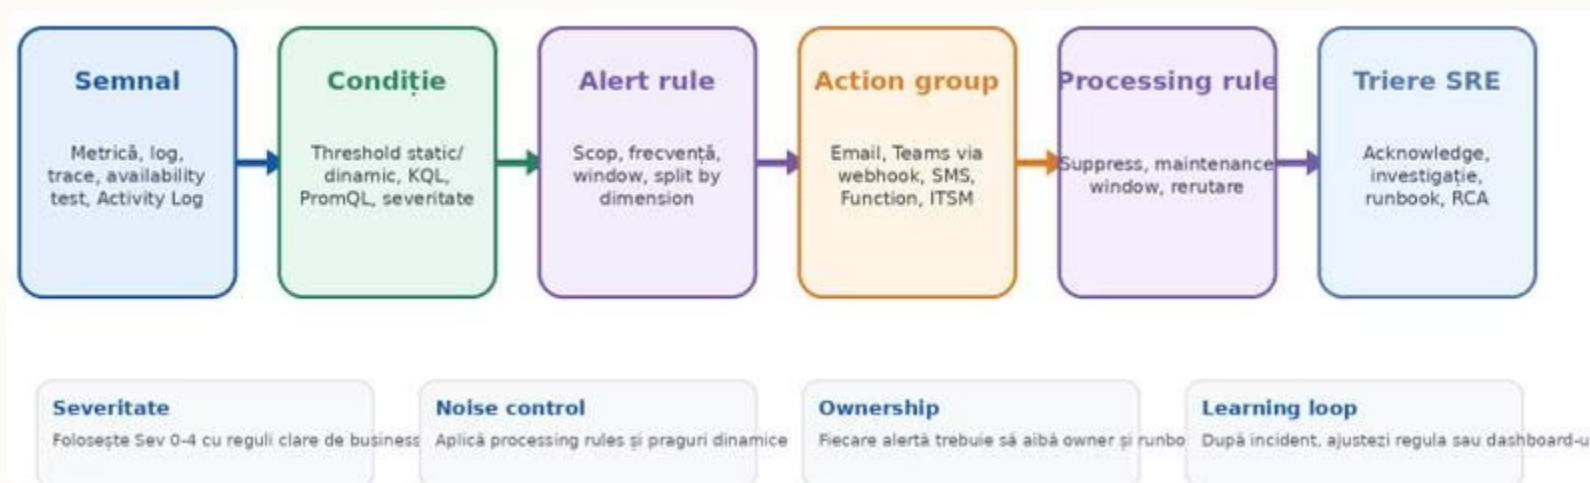 Semnal
Metrică, log,
trace, availability
test, Activity Log
Condiție
Threshold static/
dinamic, KQL,
PromQL, severitate
Alert rule
Scop, frecvență,
window, split by
dimension
Action group
Email, Teams via
webhook, SMS,
Function, ITSM
Processing rule
Suppress, maintenance
window, rerutare
Triere SRE
Acknowledge,
investigație,
runbook, RCA
Severitate
Folosește Sev 0-4 cu reguli clare de business
Noise control
Aplică processing rules și praguri dinamice
Ownership
Fiecare alertă trebuie să aibă owner și runbo
Learning loop
După incident, ajustezi regula sau dashboard-u